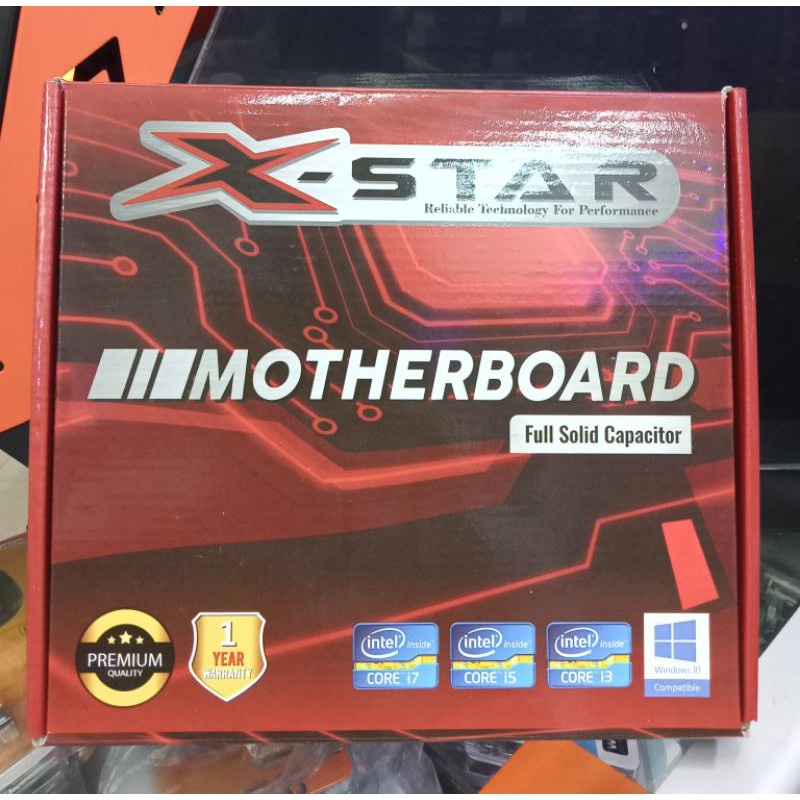 X-STAR
Reliable Technology For Performance
MOTHERBOARD
Full Solid Capacitor
PREMIUM
QUALITY
1
YEAR
WARRANTY
intel inside
CORE i7
intel inside
CORE i5
intel inside
CORE i3
Windows 10
Compatible